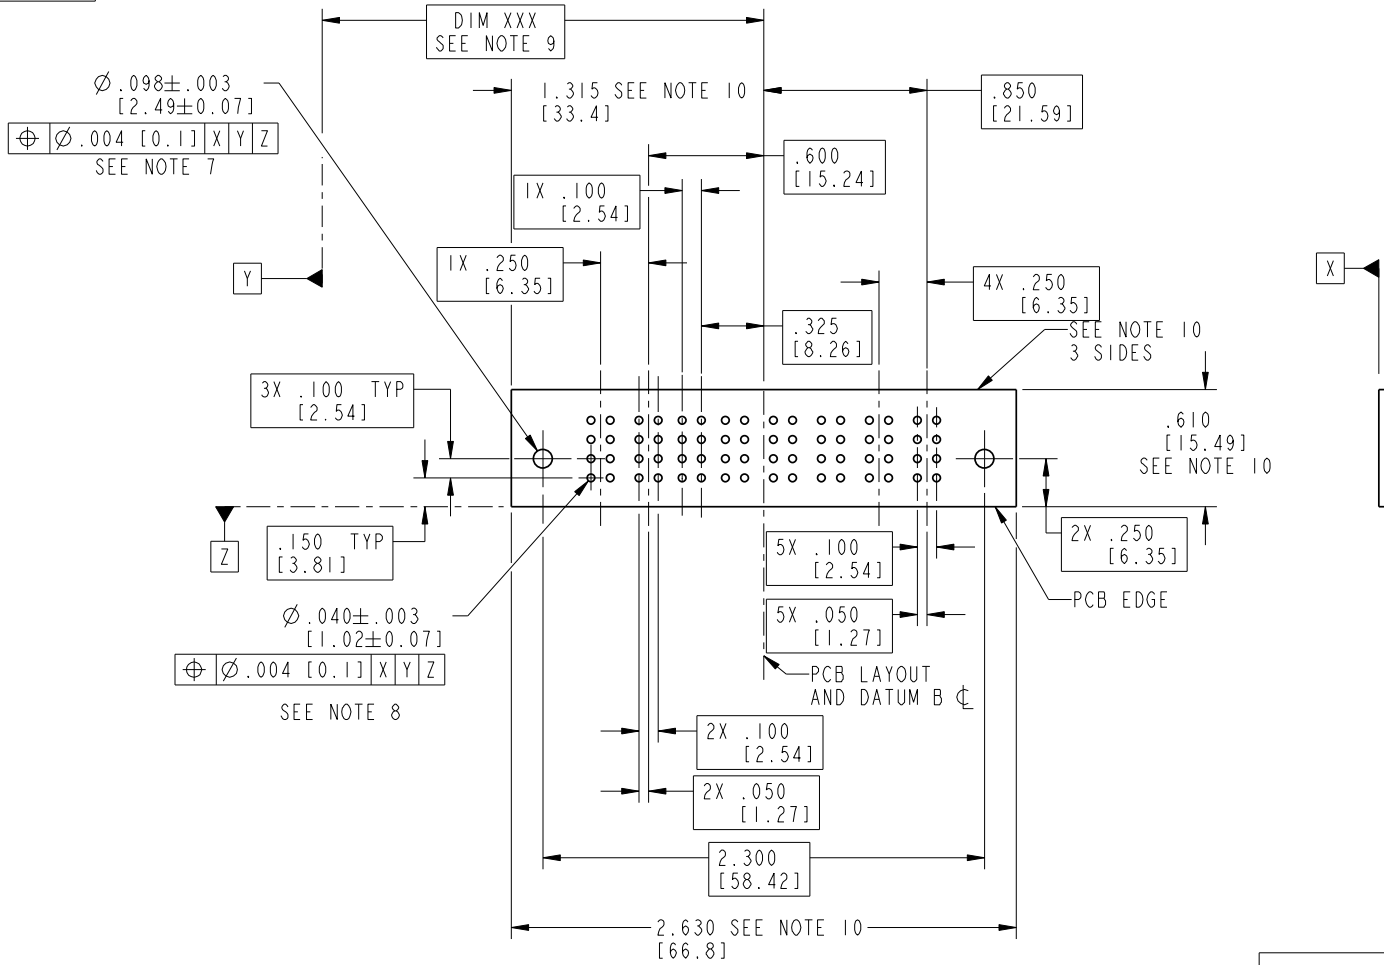 DIM XXX
SEE NOTE 9
Ø.098±.003
[2.49±0.07]
⌖ Ø.004 [0.1] X Y Z
SEE NOTE 7
1.315 SEE NOTE 10
[33.4]
.850
[21.59]
.600
[15.24]
1X .100
[2.54]
1X .250
[6.35]
Y
X
4X .250
[6.35]
.325
[8.26]
SEE NOTE 10
3 SIDES
3X .100 TYP
[2.54]
.610
[15.49]
SEE NOTE 10
Z
.150 TYP
[3.81]
5X .100
[2.54]
2X .250
[6.35]
PCB EDGE
5X .050
[1.27]
Ø.040±.003
[1.02±0.07]
⌖ Ø.004 [0.1] X Y Z
SEE NOTE 8
PCB LAYOUT
AND DATUM B ℄
2X .100
[2.54]
2X .050
[1.27]
2.300
[58.42]
2.630 SEE NOTE 10
[66.8]